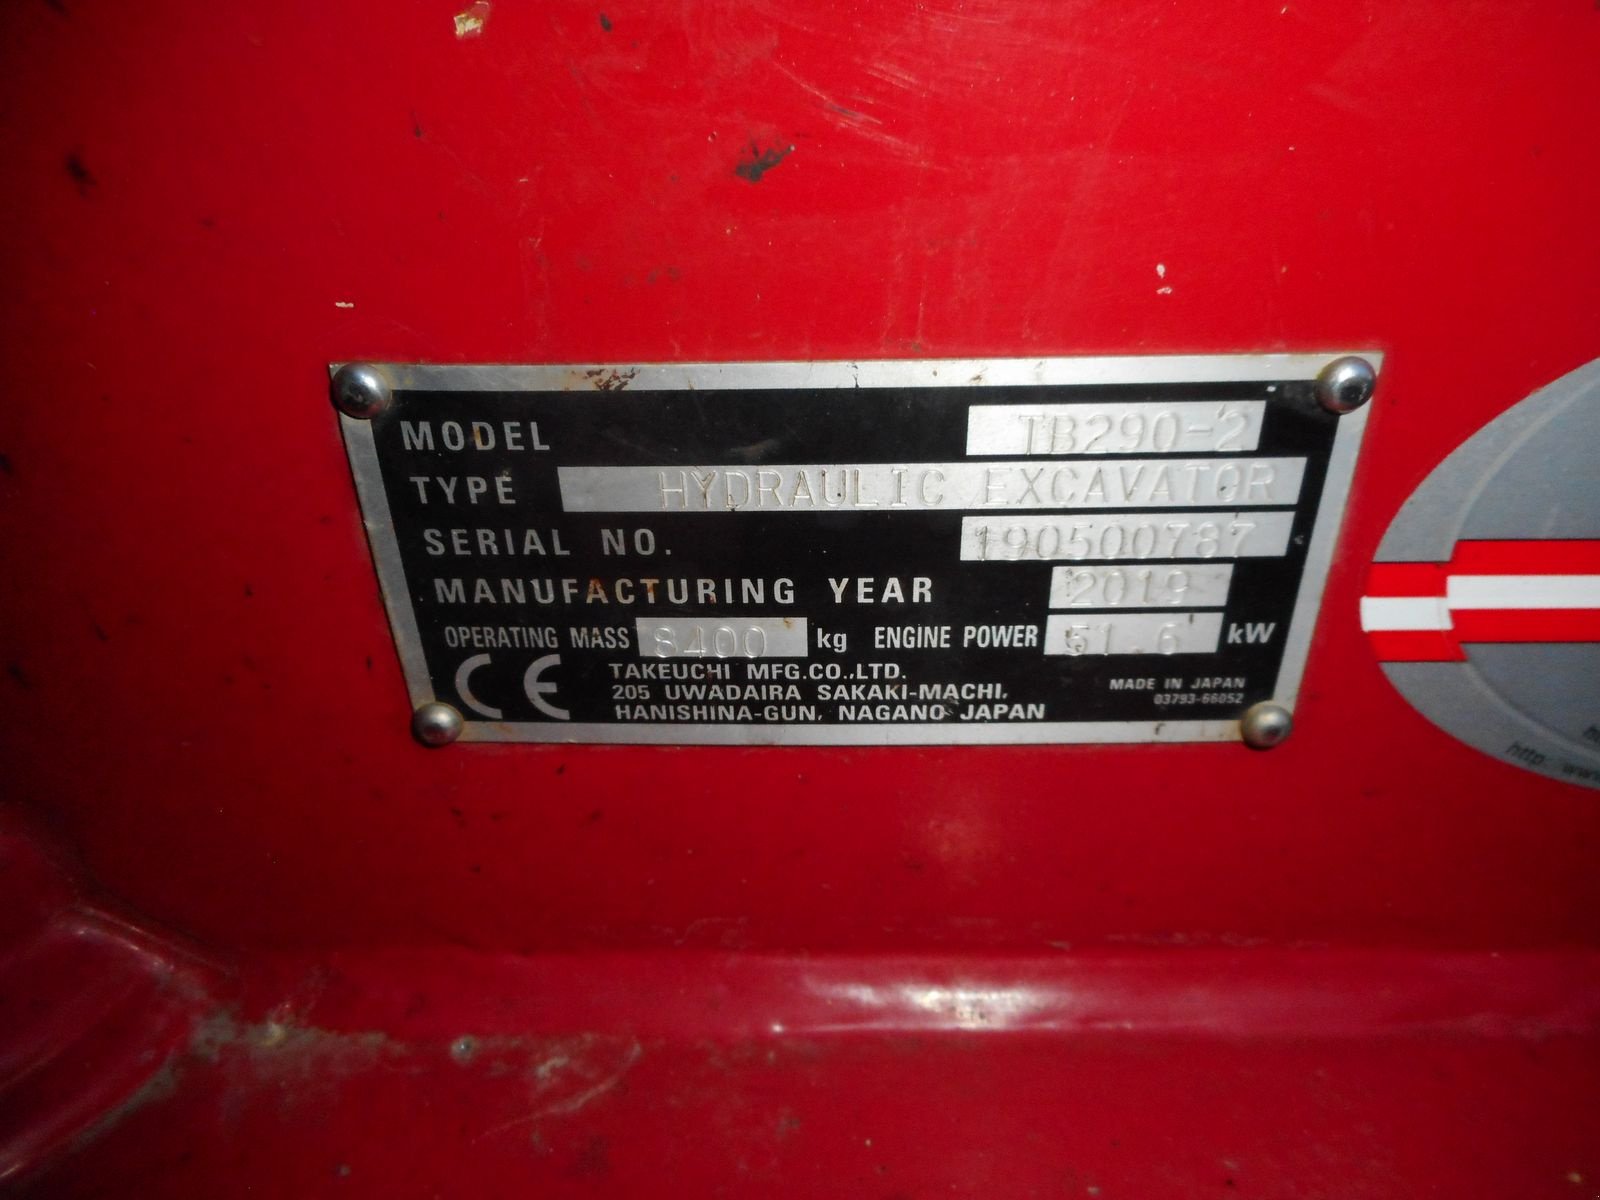 MODEL TB290-2
TYPE HYDRAULIC EXCAVATOR
SERIAL NO. 190500787
MANUFACTURING YEAR 2019
OPERATING MASS 8400 kg ENGINE POWER 51.6 kW
CE
TAKEUCHI MFG.CO.,LTD.
205 UWADAIRA SAKAKI-MACHI,
HANISHINA-GUN, NAGANO JAPAN
MADE IN JAPAN
03793-66052
http: